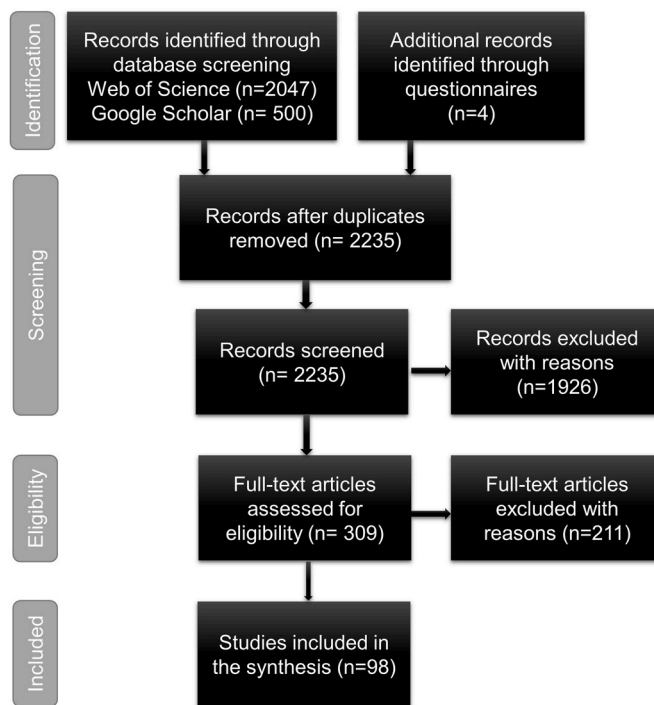 Identification
Records identified through
database screening
Web of Science (n=2047)
Google Scholar (n= 500)
Additional records
identified through
questionnaires
(n=4)
Screening
Records after duplicates
removed (n= 2235)
Records screened
(n= 2235)
Records excluded
with reasons
(n=1926)
Eligibility
Full-text articles
assessed for
eligibility (n= 309)
Full-text articles
excluded with
reasons (n=211)
Included
Studies included in
the synthesis (n=98)